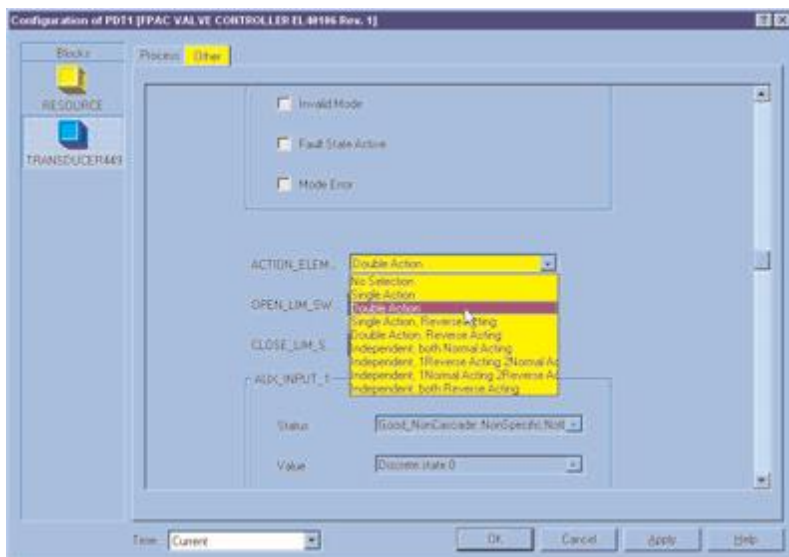 Configuration of PDT1 [FPAC VALVE CONTROLLER EL40106 Rev. 1]
Blocks
Process Other
RESOURCE
TRANSDUCER449
Invalid Mode
Fault State Active
Mode Error
ACTION_ELEM... Double Action
No Selection
Single Action
Double Action
OPEN_LIM_SW
Single Action, Reverse Acting
Double Action, Reverse Acting
CLOSE_LIM_S...
Independent, both Normal Acting
Independent, 1Reverse Acting 2Normal Ac
Independent, 1Normal Acting 2Reverse Ac
Independent, both Reverse Acting
AUX_INPUT_1
Status Good_NonCascade::NonSpecific:Not
Value Discrete state 0
Time: Current
OK Cancel Apply Help